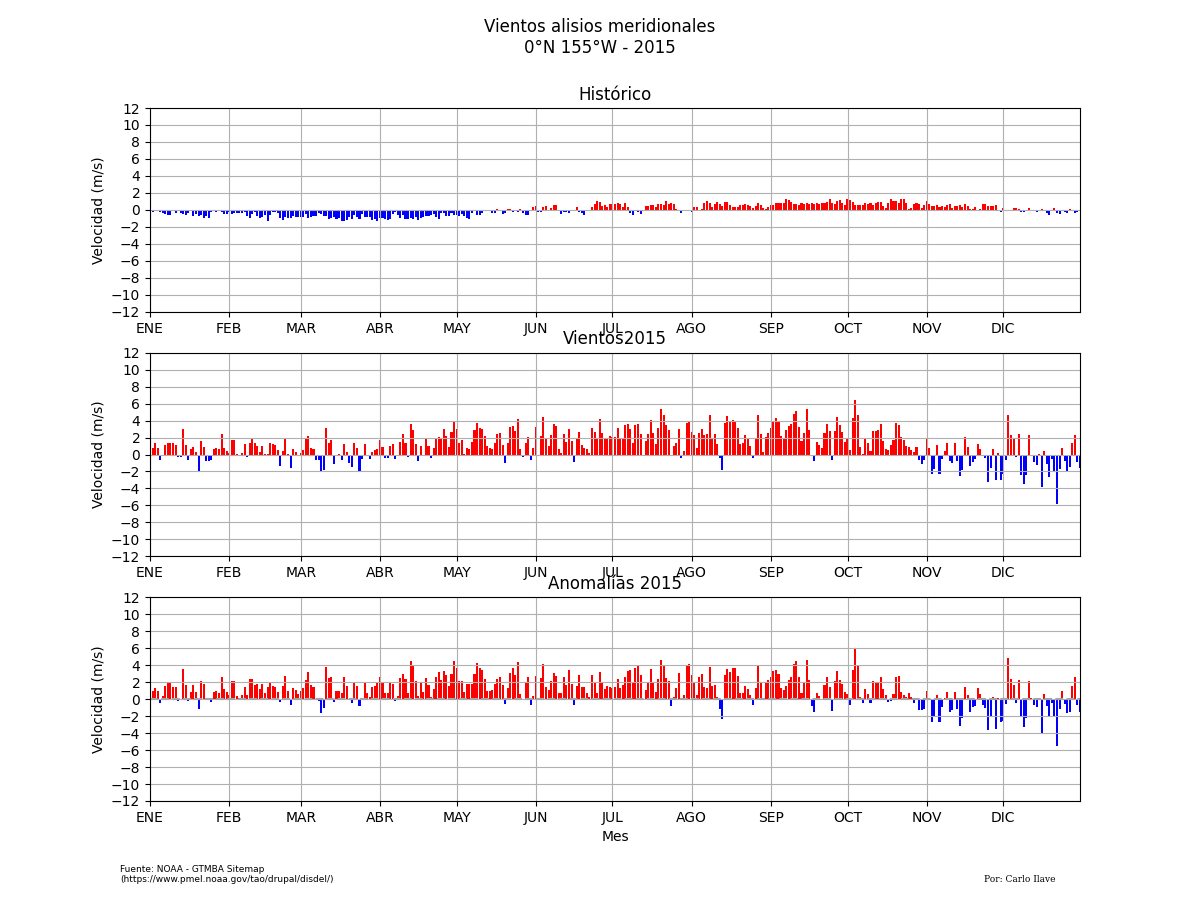 Vientos alisios meridionales
0°N 155°W - 2015
Histórico
12
10
8
6
4
2
0
−2
−4
−6
−8
−10
−12
Velocidad (m/s)
ENE FEB MAR ABR MAY JUN JUL AGO SEP OCT NOV DIC
Vientos2015
12
10
8
6
4
2
0
−2
−4
−6
−8
−10
−12
Velocidad (m/s)
ENE FEB MAR ABR MAY JUN JUL AGO SEP OCT NOV DIC
Anomalías 2015
12
10
8
6
4
2
0
−2
−4
−6
−8
−10
−12
Velocidad (m/s)
ENE FEB MAR ABR MAY JUN JUL AGO SEP OCT NOV DIC
Mes
Fuente: NOAA - GTMBA Sitemap
(https://www.pmel.noaa.gov/tao/drupal/disdel/)
Por: Carlo Ilave